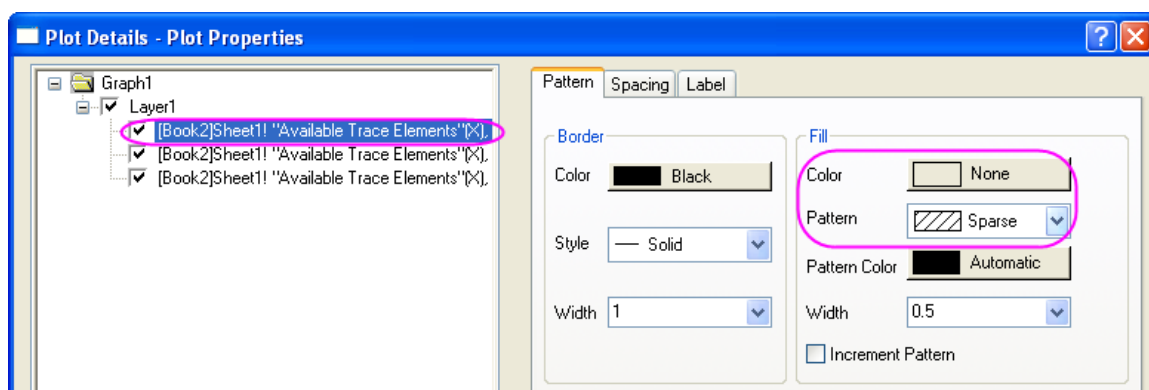 Plot Details - Plot Properties
Graph1
Layer1
[Book2]Sheet1! "Available Trace Elements"(X),
[Book2]Sheet1! "Available Trace Elements"(X),
[Book2]Sheet1! "Available Trace Elements"(X),
Pattern Spacing Label
Border
Color Black
Style Solid
Width 1
Fill
Color None
Pattern Sparse
Pattern Color Automatic
Width 0.5
Increment Pattern